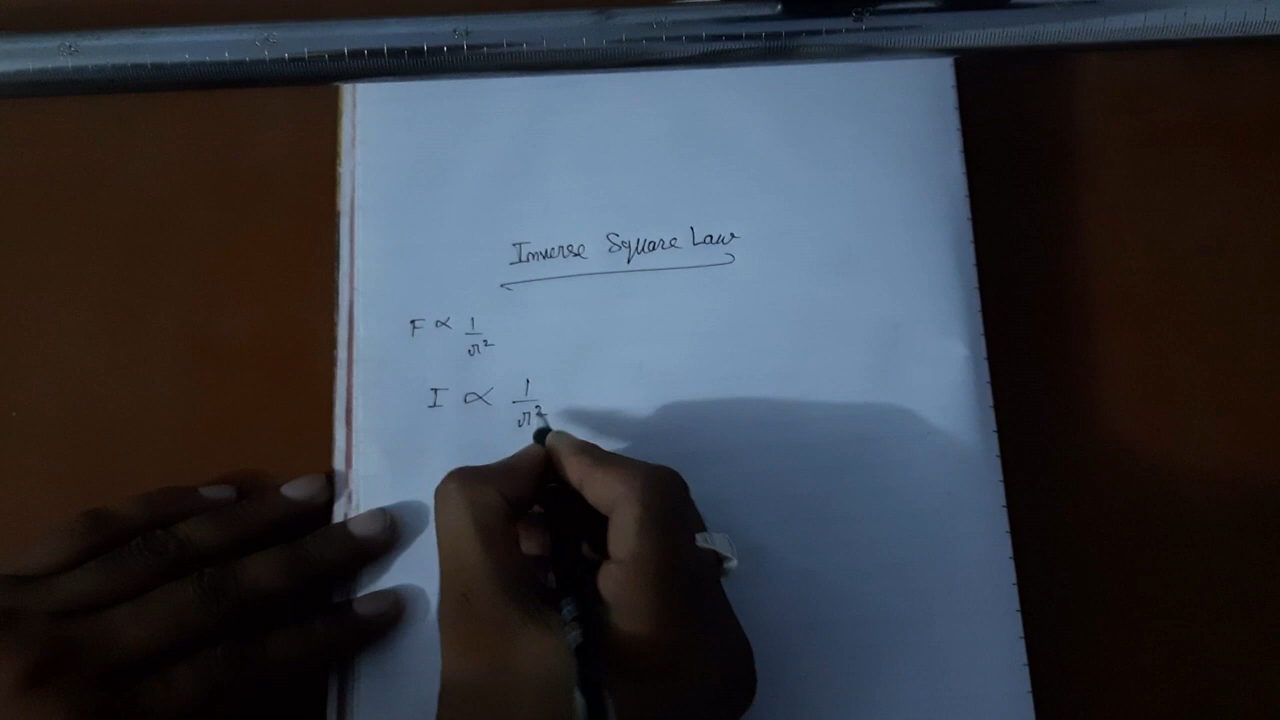 Inverse Square Law
F ∝ 1/r²
I ∝ 1/r²